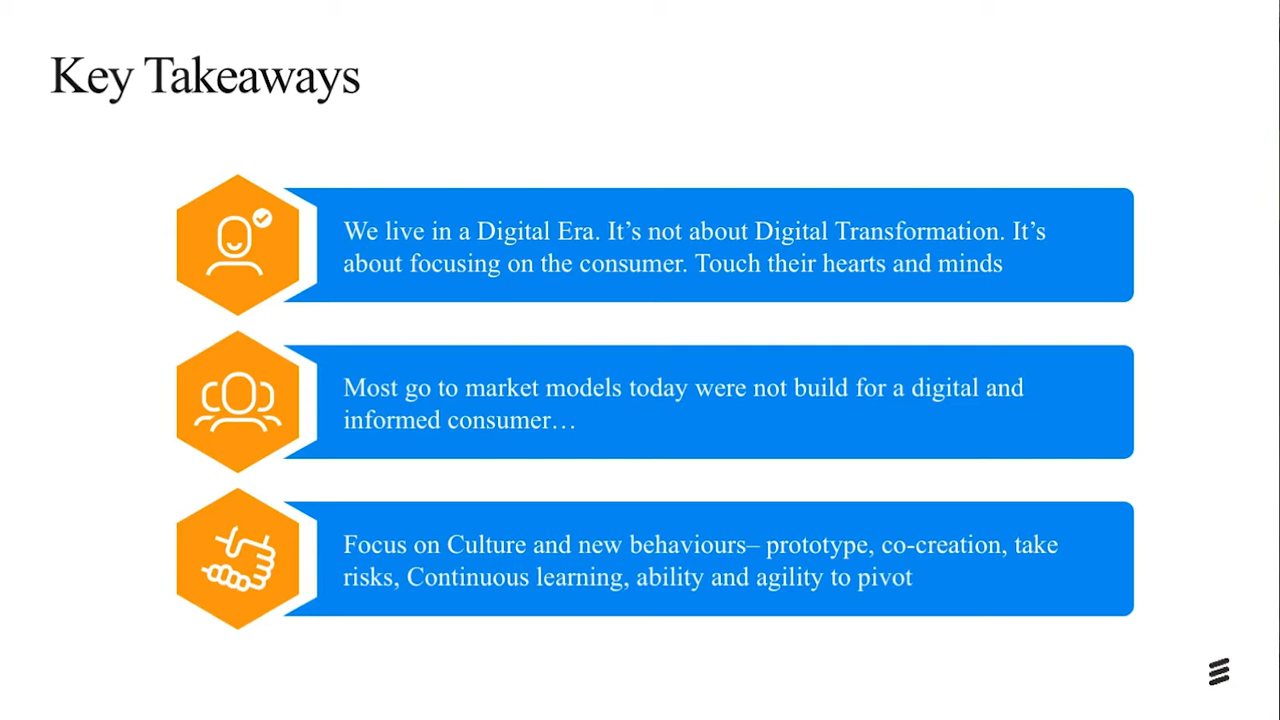 Key Takeaways
We live in a Digital Era. It’s not about Digital Transformation. It’s
about focusing on the consumer. Touch their hearts and minds
Most go to market models today were not build for a digital and
informed consumer…
Focus on Culture and new behaviours– prototype, co-creation, take
risks, Continuous learning, ability and agility to pivot